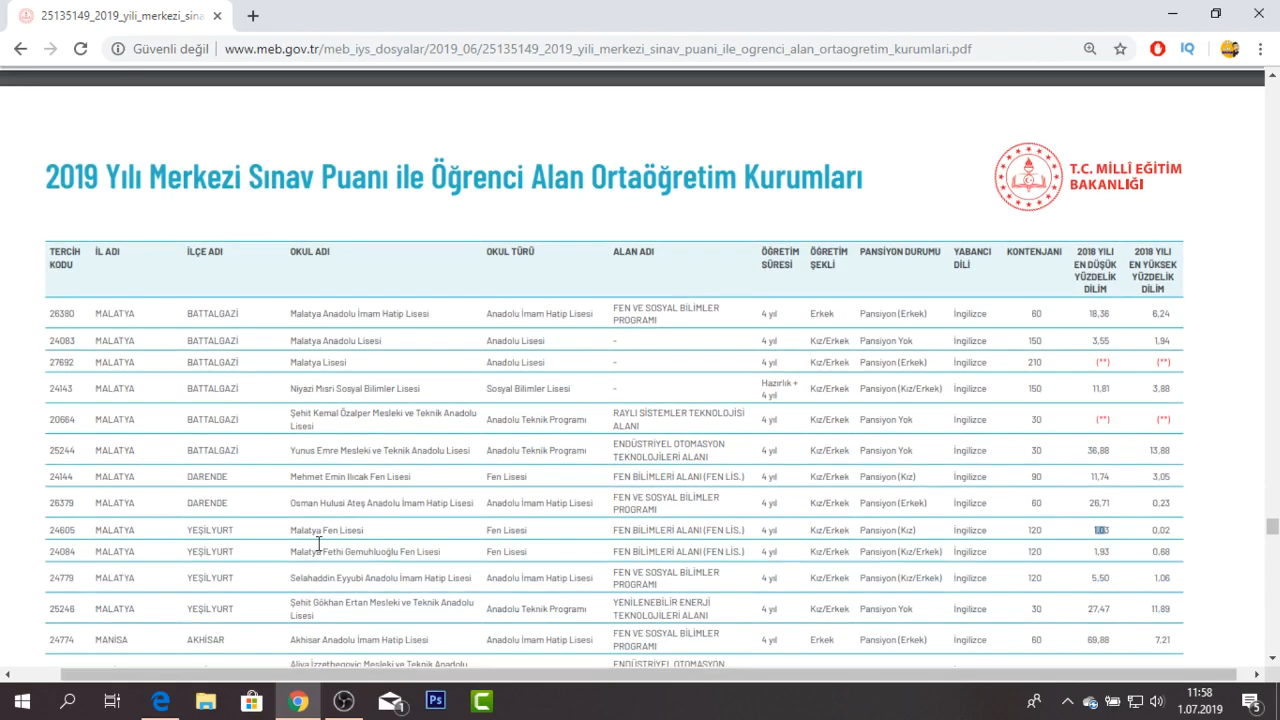 25135149_2019_yili_merkezi_sina
Güvenli değil
www.meb.gov.tr/meb_iys_dosyalar/2019_06/25135149_2019_yili_merkezi_sinav_puani_ile_ogrenci_alan_ortaogretim_kurumlari.pdf
2019 Yılı Merkezi Sınav Puanı ile Öğrenci Alan Ortaöğretim Kurumları
T.C. MİLLÎ EĞİTİM
BAKANLIĞI
TERCİH KODU İL ADI İLÇE ADI OKUL ADI OKUL TÜRÜ ALAN ADI ÖĞRETİM SÜRESİ ÖĞRETİM ŞEKLİ PANSİYON DURUMU YABANCI DİLİ KONTENJANI 2018 YILI EN DÜŞÜK YÜZDELİK DİLİM 2018 YILI EN YÜKSEK YÜZDELİK DİLİM
26380 MALATYA BATTALGAZİ Malatya Anadolu İmam Hatip Lisesi Anadolu İmam Hatip Lisesi FEN VE SOSYAL BİLİMLER PROGRAMI 4 yıl Erkek Pansiyon (Erkek) İngilizce 60 18,36 6,24
24083 MALATYA BATTALGAZİ Malatya Anadolu Lisesi Anadolu Lisesi - 4 yıl Kız/Erkek Pansiyon Yok İngilizce 150 3,55 1,94
27692 MALATYA BATTALGAZİ Malatya Lisesi Anadolu Lisesi - 4 yıl Kız/Erkek Pansiyon (Erkek) İngilizce 210 (**) (**)
24143 MALATYA BATTALGAZİ Niyazi Mısri Sosyal Bilimler Lisesi Sosyal Bilimler Lisesi - Hazırlık + 4 yıl Kız/Erkek Pansiyon (Kız/Erkek) İngilizce 150 11,81 3,88
20664 MALATYA BATTALGAZİ Şehit Kemal Özalper Mesleki ve Teknik Anadolu Lisesi Anadolu Teknik Programı RAYLI SİSTEMLER TEKNOLOJİSİ ALANI 4 yıl Kız/Erkek Pansiyon Yok İngilizce 30 (**) (**)
25244 MALATYA BATTALGAZİ Yunus Emre Mesleki ve Teknik Anadolu Lisesi Anadolu Teknik Programı ENDÜSTRİYEL OTOMASYON TEKNOLOJİLERİ ALANI 4 yıl Kız/Erkek Pansiyon Yok İngilizce 30 36,88 13,88
24144 MALATYA DARENDE Mehmet Emin Ilıcak Fen Lisesi Fen Lisesi FEN BİLİMLERİ ALANI (FEN LİS.) 4 yıl Kız/Erkek Pansiyon (Kız) İngilizce 90 11,74 3,05
26379 MALATYA DARENDE Osman Hulusi Ateş Anadolu İmam Hatip Lisesi Anadolu İmam Hatip Lisesi FEN VE SOSYAL BİLİMLER PROGRAMI 4 yıl Kız/Erkek Pansiyon (Erkek) İngilizce 60 26,71 0,23
24605 MALATYA YEŞİLYURT Malatya Fen Lisesi Fen Lisesi FEN BİLİMLERİ ALANI (FEN LİS.) 4 yıl Kız/Erkek Pansiyon (Kız) İngilizce 120 1,03 0,02
24084 MALATYA YEŞİLYURT Malatya Fethi Gemuhluoğlu Fen Lisesi Fen Lisesi FEN BİLİMLERİ ALANI (FEN LİS.) 4 yıl Kız/Erkek Pansiyon (Kız/Erkek) İngilizce 120 1,93 0,68
24779 MALATYA YEŞİLYURT Selahaddin Eyyubi Anadolu İmam Hatip Lisesi Anadolu İmam Hatip Lisesi FEN VE SOSYAL BİLİMLER PROGRAMI 4 yıl Kız/Erkek Pansiyon (Kız/Erkek) İngilizce 120 5,50 1,06
25246 MALATYA YEŞİLYURT Şehit Gökhan Ertan Mesleki ve Teknik Anadolu Lisesi Anadolu Teknik Programı YENİLENEBİLİR ENERJİ TEKNOLOJİLERİ ALANI 4 yıl Kız/Erkek Pansiyon Yok İngilizce 30 27,47 11,89
24774 MANİSA AKHİSAR Akhisar Anadolu İmam Hatip Lisesi Anadolu İmam Hatip Lisesi FEN VE SOSYAL BİLİMLER PROGRAMI 4 yıl Erkek Pansiyon (Erkek) İngilizce 60 69,88 7,21
Aliya İzzetbegoviç Mesleki ve Teknik Anadolu ENDÜSTRİYEL OTOMASYON
11:58
1.07.2019